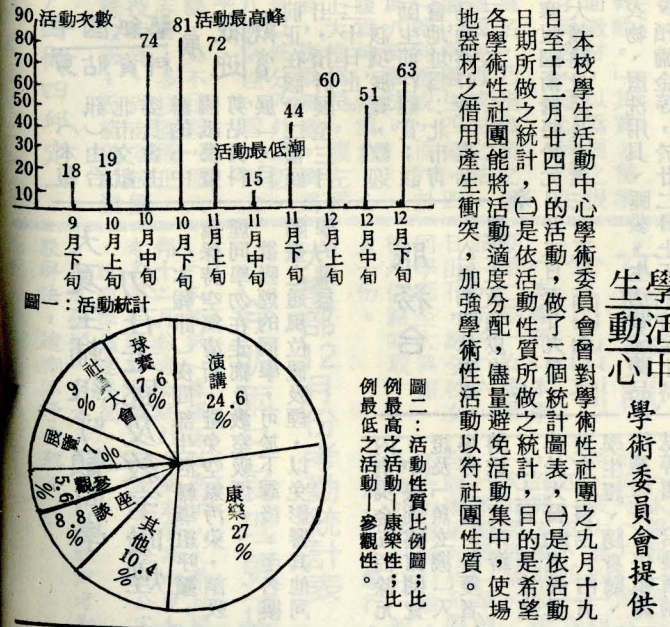 學活中
生動心
學術委員會提供
本校學生活動中心學術委員會曾對學術性社團之九月十九
日至十二月廿四日的活動，做了二個統計圖表，㈠是依活動
日期所做之統計，㈡是依活動性質所做之統計，目的是希望
各學術性社團能將活動適度分配，儘量避免活動集中，使場
地器材之借用產生衝突，加強學術性活動以符社團性質。
90 活動次數
80
70
60
50
40
30
20
10
18
19
74
81 活動最高峰
72
活動最低潮
15
44
60
51
63
9月下旬
10月上旬
10月中旬
10月下旬
11月上旬
11月中旬
11月下旬
12月上旬
12月中旬
12月下旬
圖一：活動統計
圖二：活動性質比例圖；比
例最高之活動—康樂性；比
例最低之活動—參觀性。
演講 24.6 %
康樂 27 %
其他 10.4 %
座談 8.8 %
參觀 5.6 %
展覽 7 %
社員大會 9 %
球賽 7.6 %